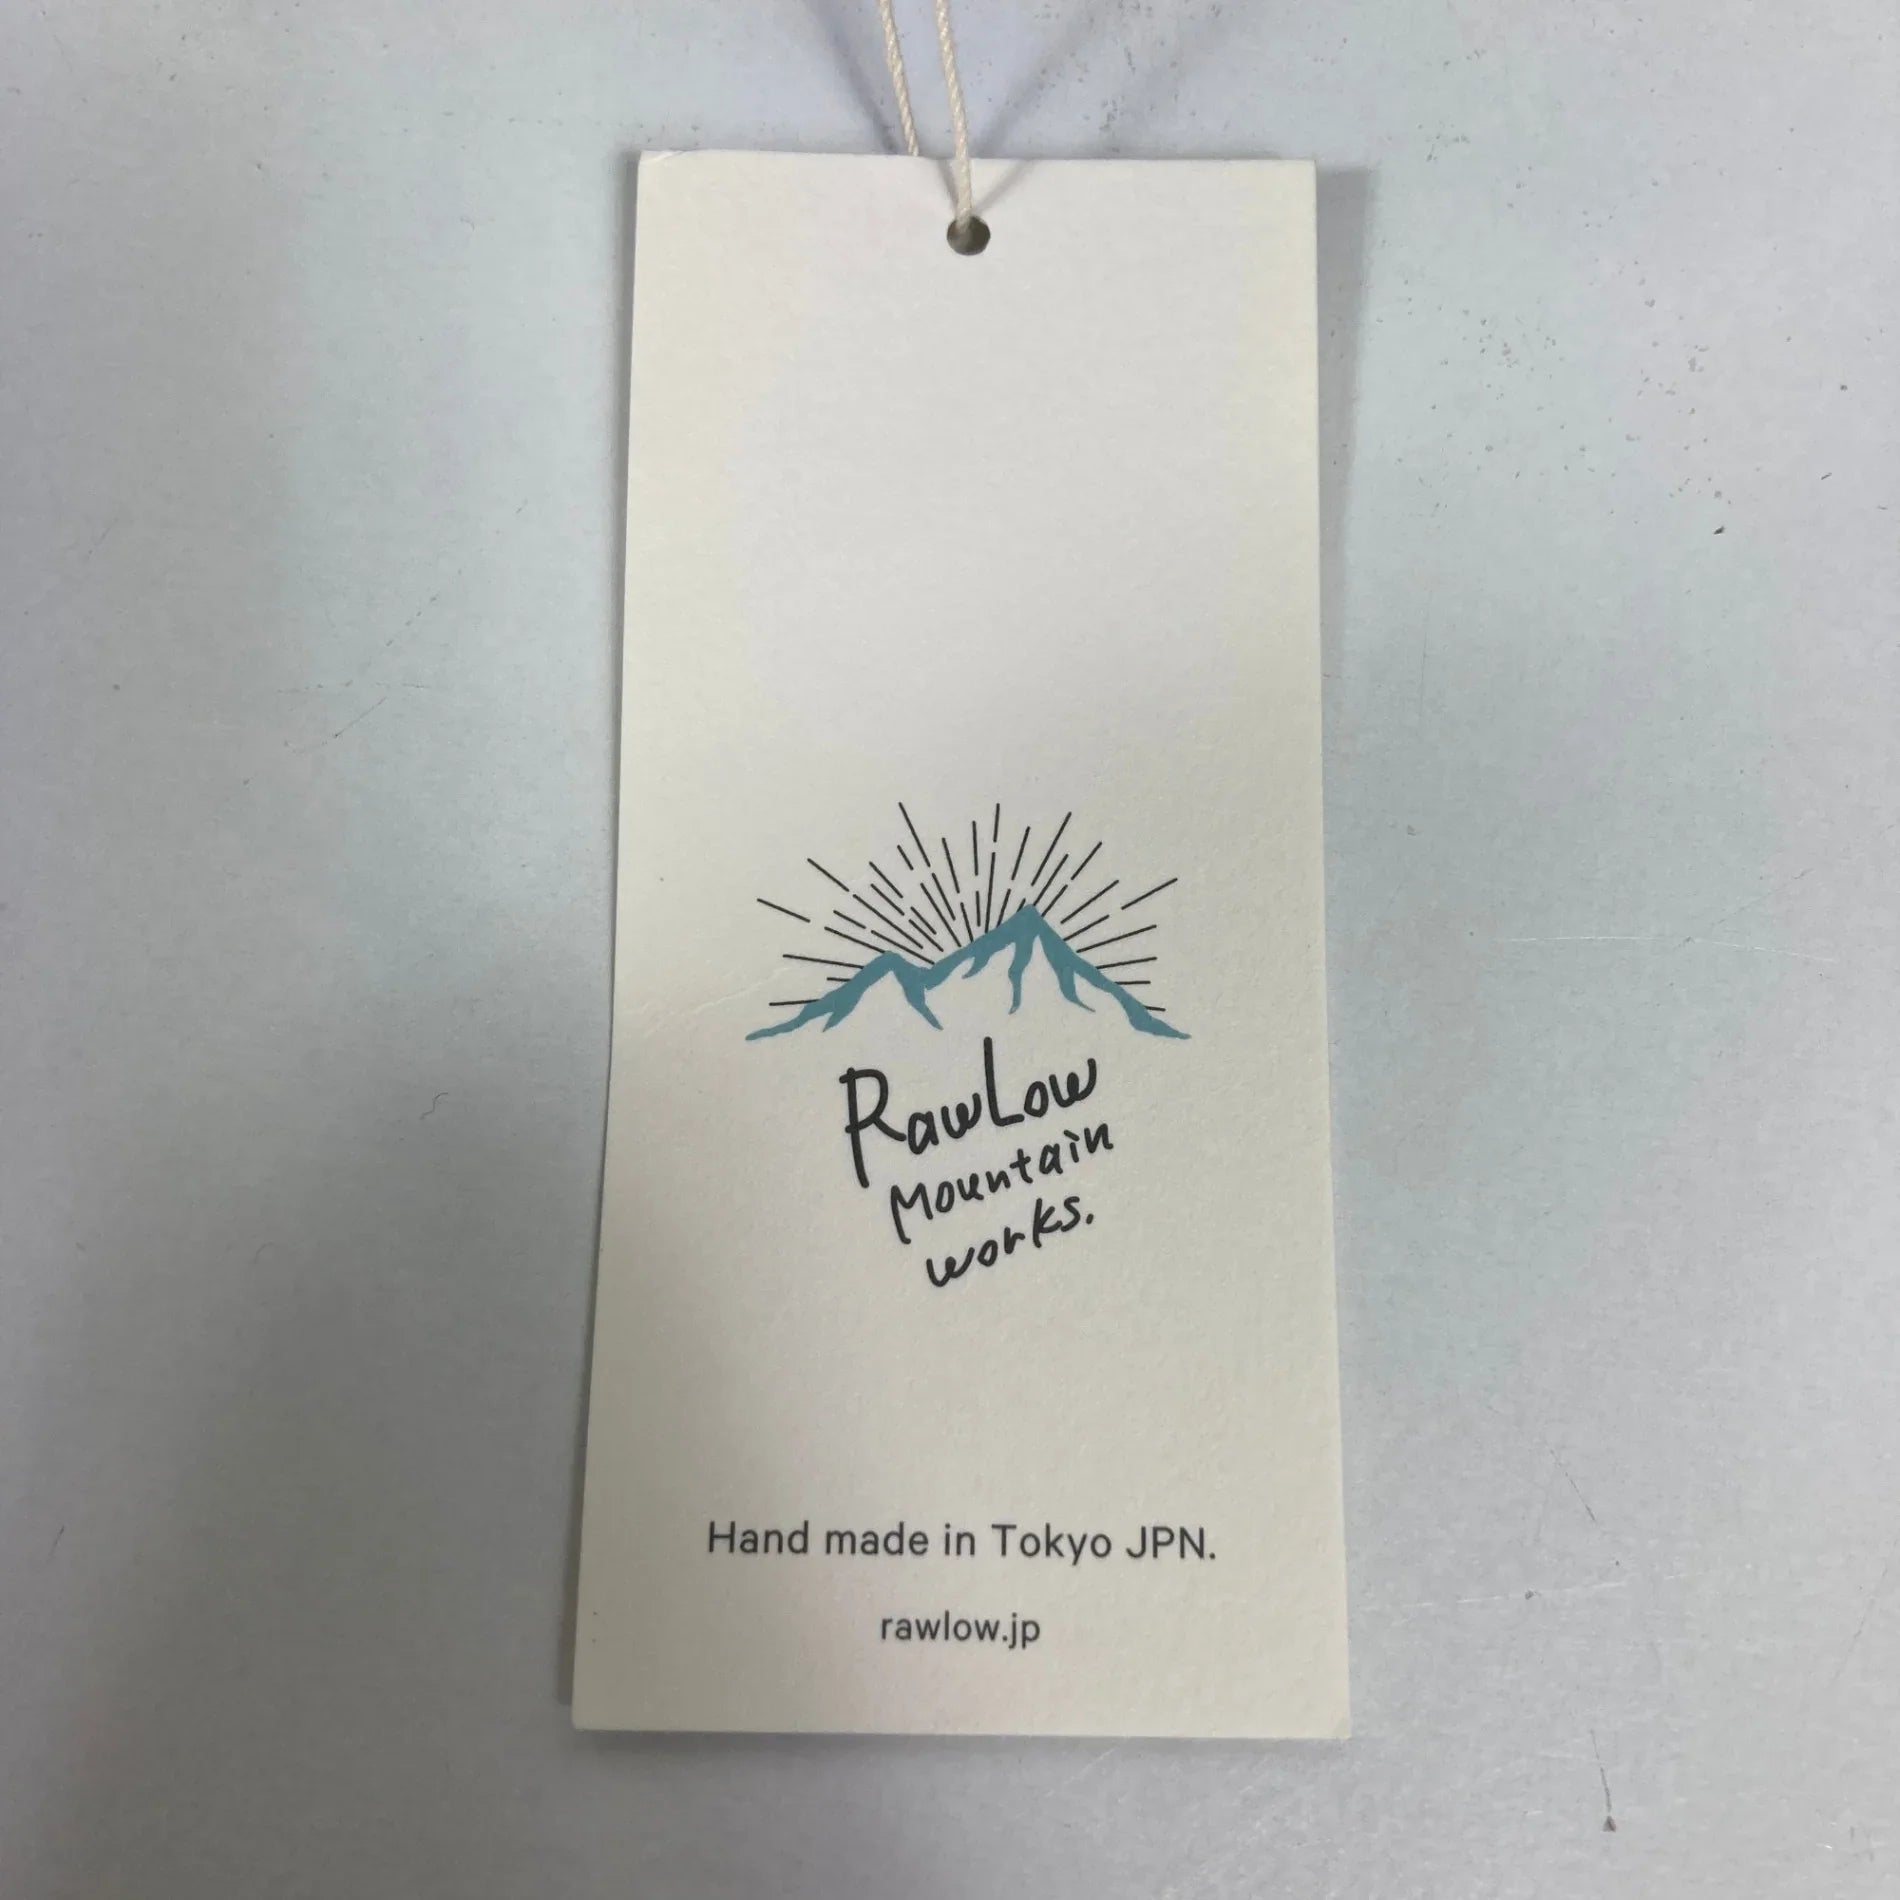 RawLow
Mountain
works.
Hand made in Tokyo JPN.
rawlow.jp